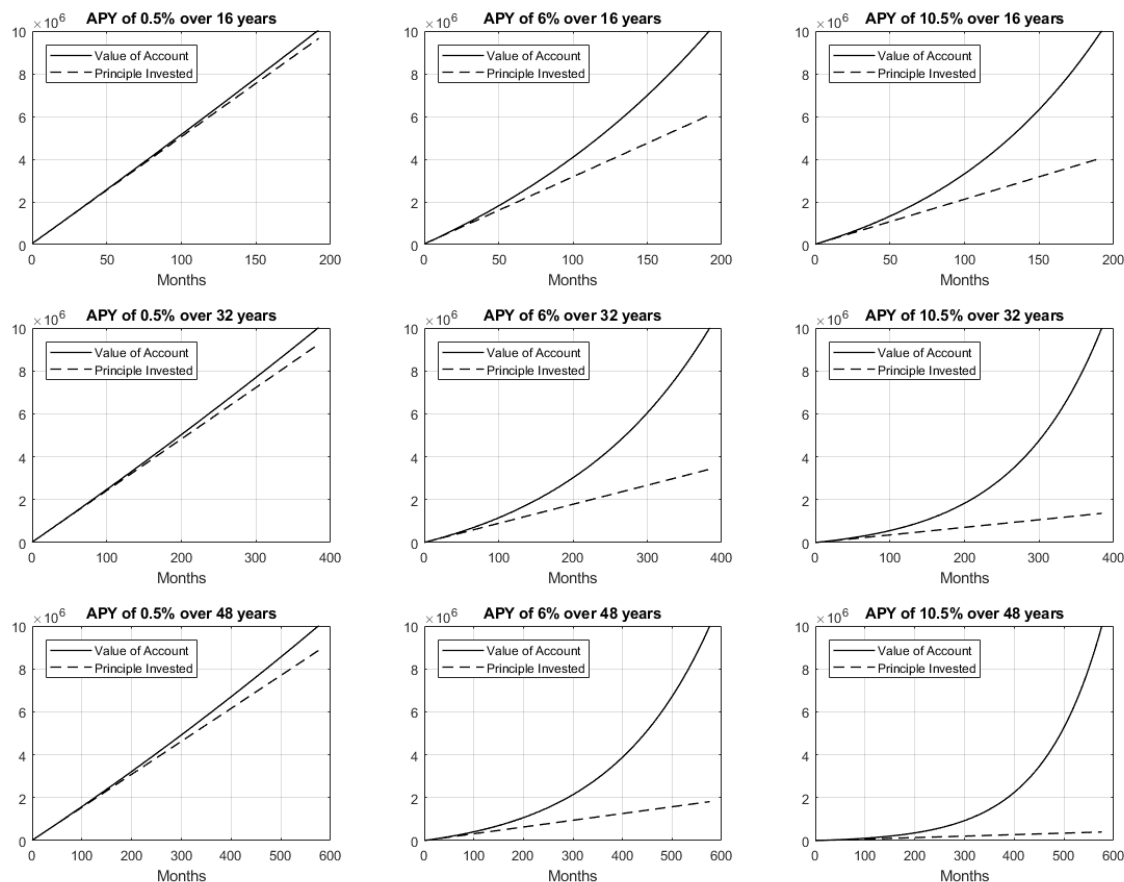 APY of 0.5% over 16 years
×10^6
Value of Account
Principle Invested
10
8
6
4
2
0
0 50 100 150 200
Months
APY of 6% over 16 years
×10^6
Value of Account
Principle Invested
10
8
6
4
2
0
0 50 100 150 200
Months
APY of 10.5% over 16 years
×10^6
Value of Account
Principle Invested
10
8
6
4
2
0
0 50 100 150 200
Months
APY of 0.5% over 32 years
×10^6
Value of Account
Principle Invested
10
8
6
4
2
0
0 100 200 300 400
Months
APY of 6% over 32 years
×10^6
Value of Account
Principle Invested
10
8
6
4
2
0
0 100 200 300 400
Months
APY of 10.5% over 32 years
×10^6
Value of Account
Principle Invested
10
8
6
4
2
0
0 100 200 300 400
Months
APY of 0.5% over 48 years
×10^6
Value of Account
Principle Invested
10
8
6
4
2
0
0 100 200 300 400 500 600
Months
APY of 6% over 48 years
×10^6
Value of Account
Principle Invested
10
8
6
4
2
0
0 100 200 300 400 500 600
Months
APY of 10.5% over 48 years
×10^6
Value of Account
Principle Invested
10
8
6
4
2
0
0 100 200 300 400 500 600
Months